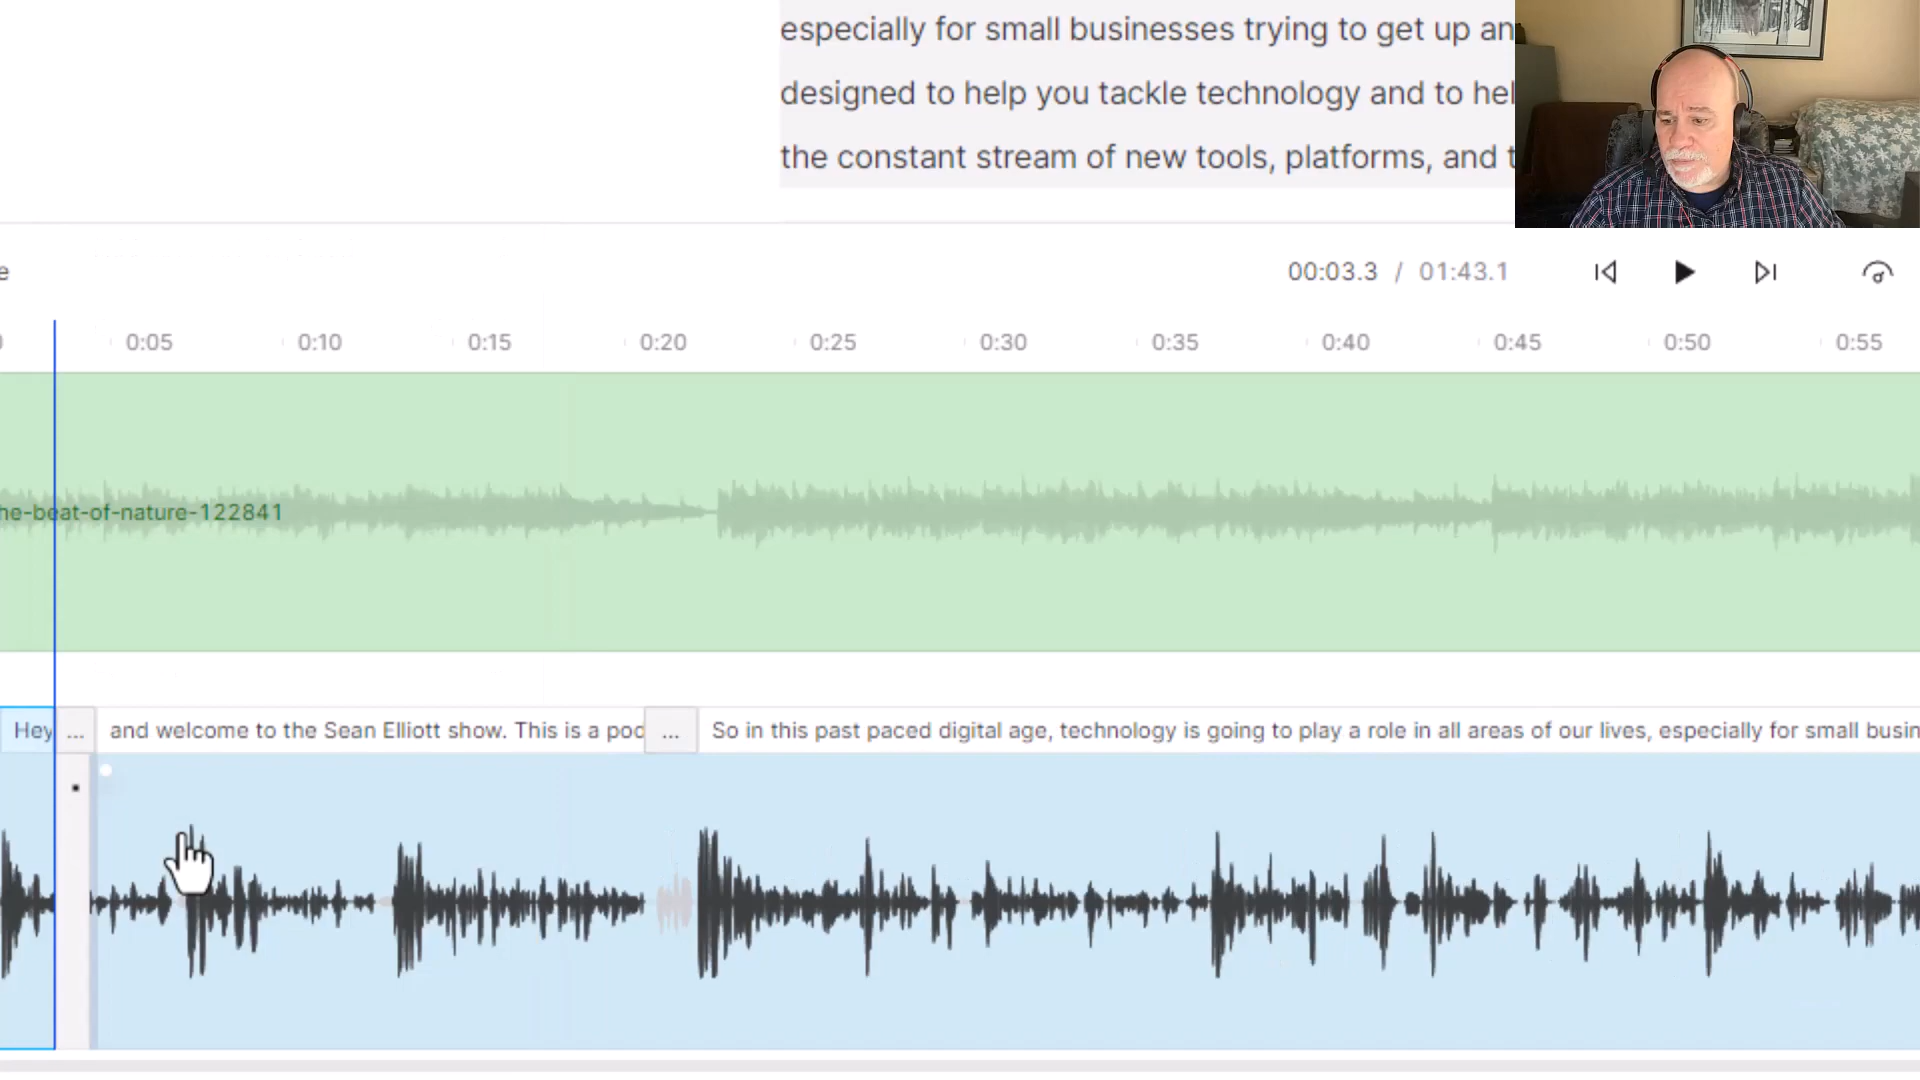 especially for small businesses trying to get up an
designed to help you tackle technology and to hel
the constant stream of new tools, platforms, and t
e
00:03.3 / 01:43.1
0:05 0:10 0:15 0:20 0:25 0:30 0:35 0:40 0:45 0:50 0:55
he-beat-of-nature-122841
Hey ... and welcome to the Sean Elliott show. This is a pod ... So in this past paced digital age, technology is going to play a role in all areas of our lives, especially for small busin